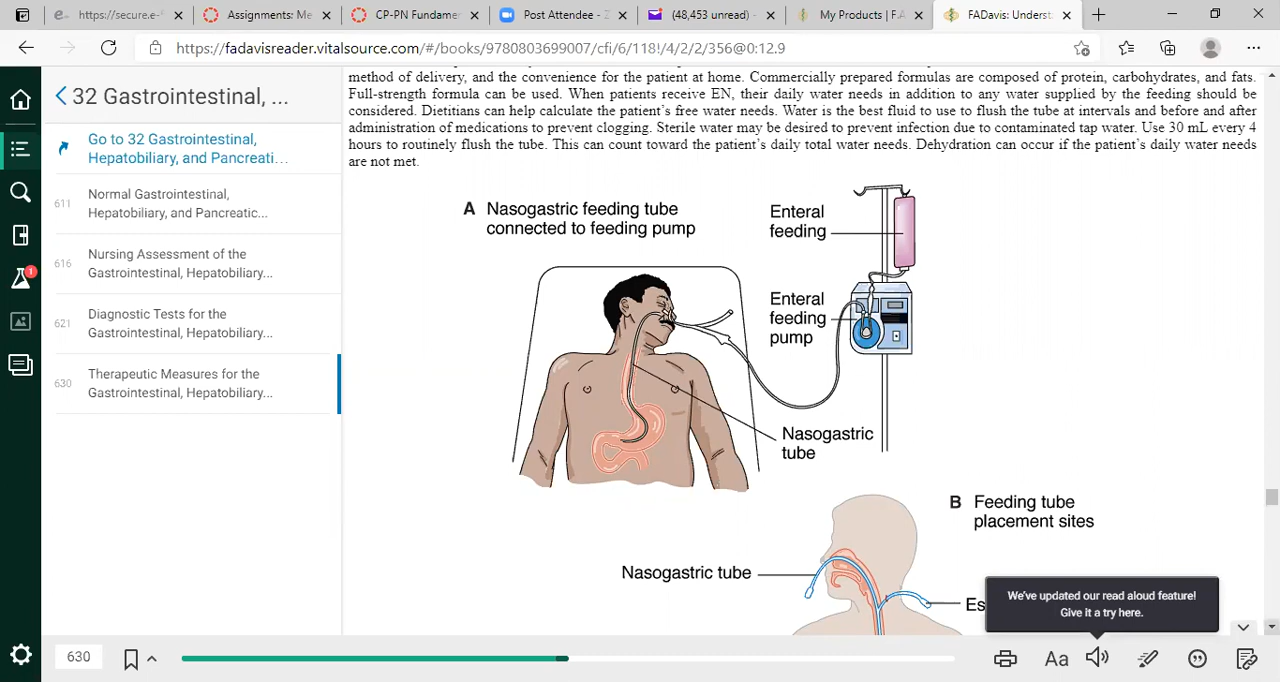 https://secure.e-
Assignments: Me
CP-PN Fundame
Post Attendee - Z
(48,453 unread) -
My Products | F.A
FADavis: Underst
https://fadavisreader.vitalsource.com/#/books/9780803699007/cfi/6/118!/4/2/2/356@0:12.9
32 Gastrointestinal, ...
Go to 32 Gastrointestinal,
Hepatobiliary, and Pancreati...
611
Normal Gastrointestinal,
Hepatobiliary, and Pancreatic...
616
Nursing Assessment of the
Gastrointestinal, Hepatobiliary...
621
Diagnostic Tests for the
Gastrointestinal, Hepatobiliary...
630
Therapeutic Measures for the
Gastrointestinal, Hepatobiliary...
1
method of delivery, and the convenience for the patient at home. Commercially prepared formulas are composed of protein, carbohydrates, and fats.
Full-strength formula can be used. When patients receive EN, their daily water needs in addition to any water supplied by the feeding should be
considered. Dietitians can help calculate the patient's free water needs. Water is the best fluid to use to flush the tube at intervals and before and after
administration of medications to prevent clogging. Sterile water may be desired to prevent infection due to contaminated tap water. Use 30 mL every 4
hours to routinely flush the tube. This can count toward the patient's daily total water needs. Dehydration can occur if the patient's daily water needs
are not met.
A Nasogastric feeding tube
connected to feeding pump
Enteral
feeding
Enteral
feeding
pump
Nasogastric
tube
B Feeding tube
placement sites
Nasogastric tube
Es
We've updated our read aloud feature!
Give it a try here.
630
Aa